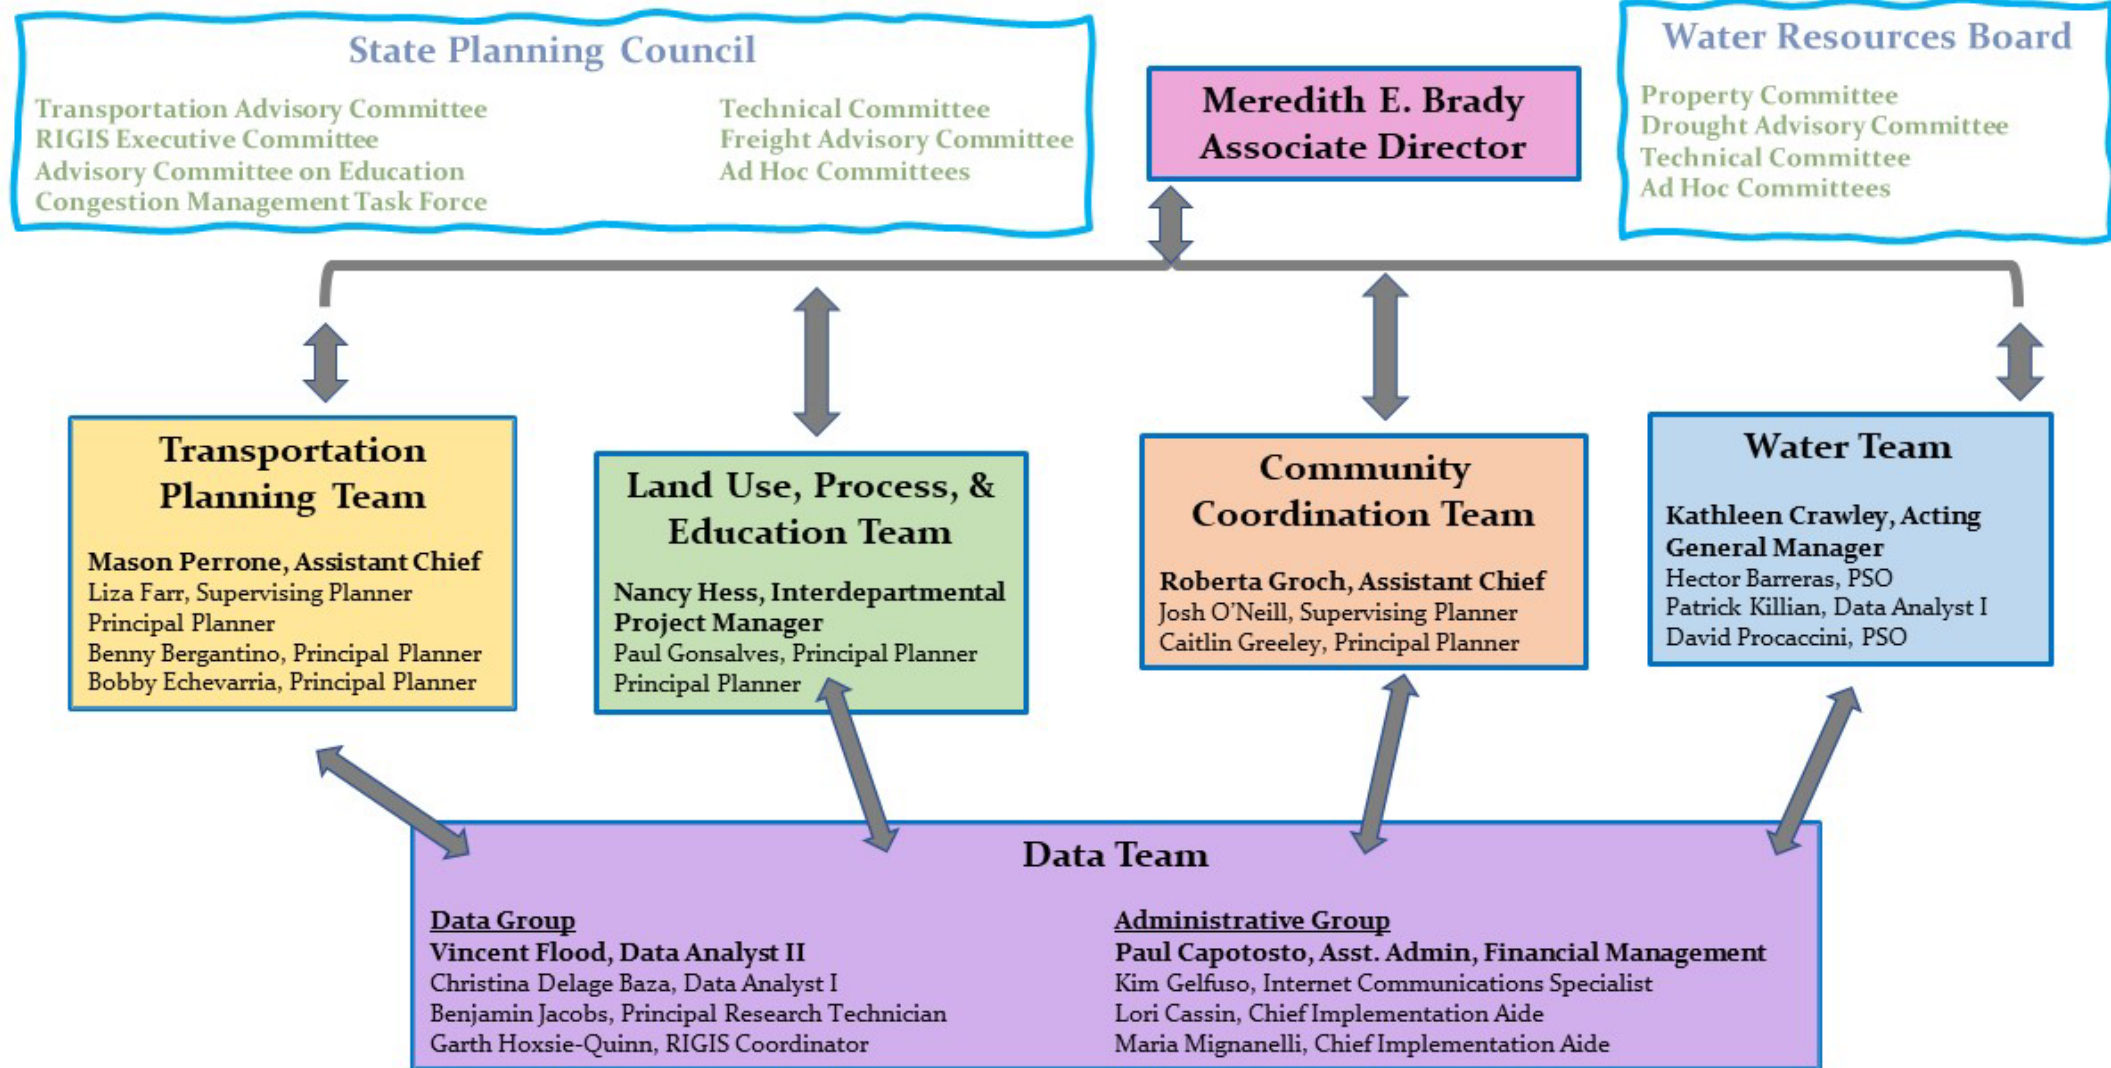 State Planning Council
Transportation Advisory Committee
RIGIS Executive Committee
Advisory Committee on Education
Congestion Management Task Force
Technical Committee
Freight Advisory Committee
Ad Hoc Committees
Meredith E. Brady
Associate Director
Water Resources Board
Property Committee
Drought Advisory Committee
Technical Committee
Ad Hoc Committees
Transportation
Planning Team
Mason Perrone, Assistant Chief
Liza Farr, Supervising Planner
Principal Planner
Benny Bergantino, Principal Planner
Bobby Echevarria, Principal Planner
Land Use, Process, &
Education Team
Nancy Hess, Interdepartmental
Project Manager
Paul Gonsalves, Principal Planner
Principal Planner
Community
Coordination Team
Roberta Groch, Assistant Chief
Josh O’Neill, Supervising Planner
Caitlin Greeley, Principal Planner
Water Team
Kathleen Crawley, Acting
General Manager
Hector Barreras, PSO
Patrick Killian, Data Analyst I
David Procaccini, PSO
Data Team
Data Group
Vincent Flood, Data Analyst II
Christina Delage Baza, Data Analyst I
Benjamin Jacobs, Principal Research Technician
Garth Hoxsie-Quinn, RIGIS Coordinator
Administrative Group
Paul Capotosto, Asst. Admin, Financial Management
Kim Gelfuso, Internet Communications Specialist
Lori Cassin, Chief Implementation Aide
Maria Mignanelli, Chief Implementation Aide